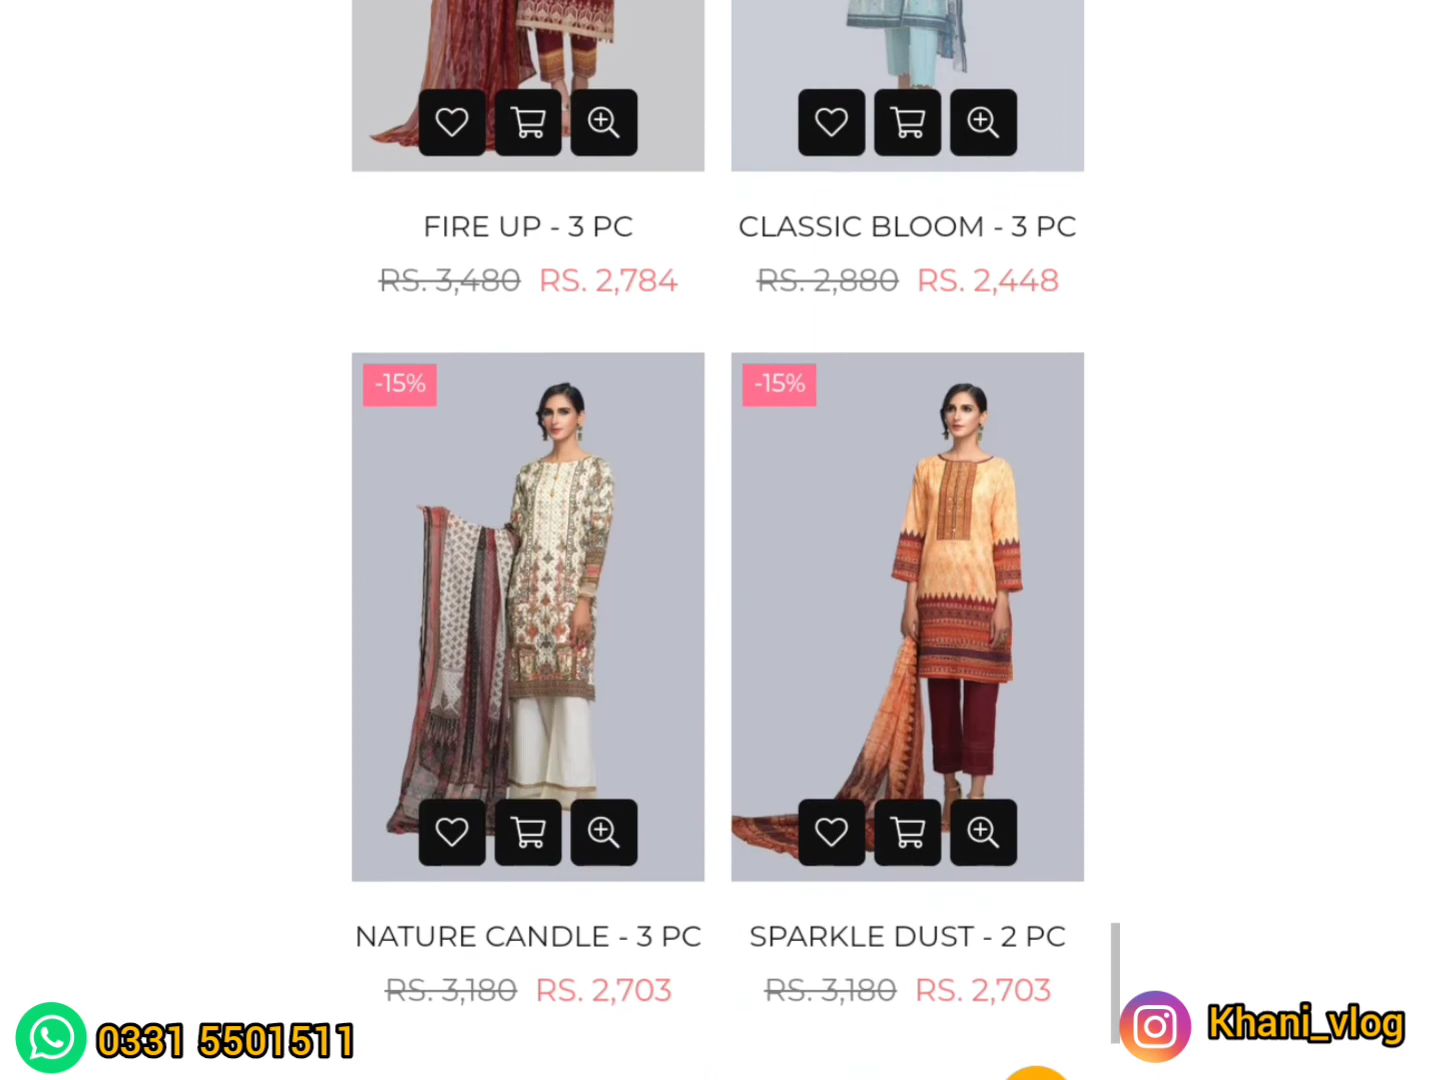 FIRE UP - 3 PC
RS. 3,480 RS. 2,784
CLASSIC BLOOM - 3 PC
RS. 2,880 RS. 2,448
-15%
-15%
NATURE CANDLE - 3 PC
RS. 3,180 RS. 2,703
SPARKLE DUST - 2 PC
RS. 3,180 RS. 2,703
0331 5501511
Khani_vlog